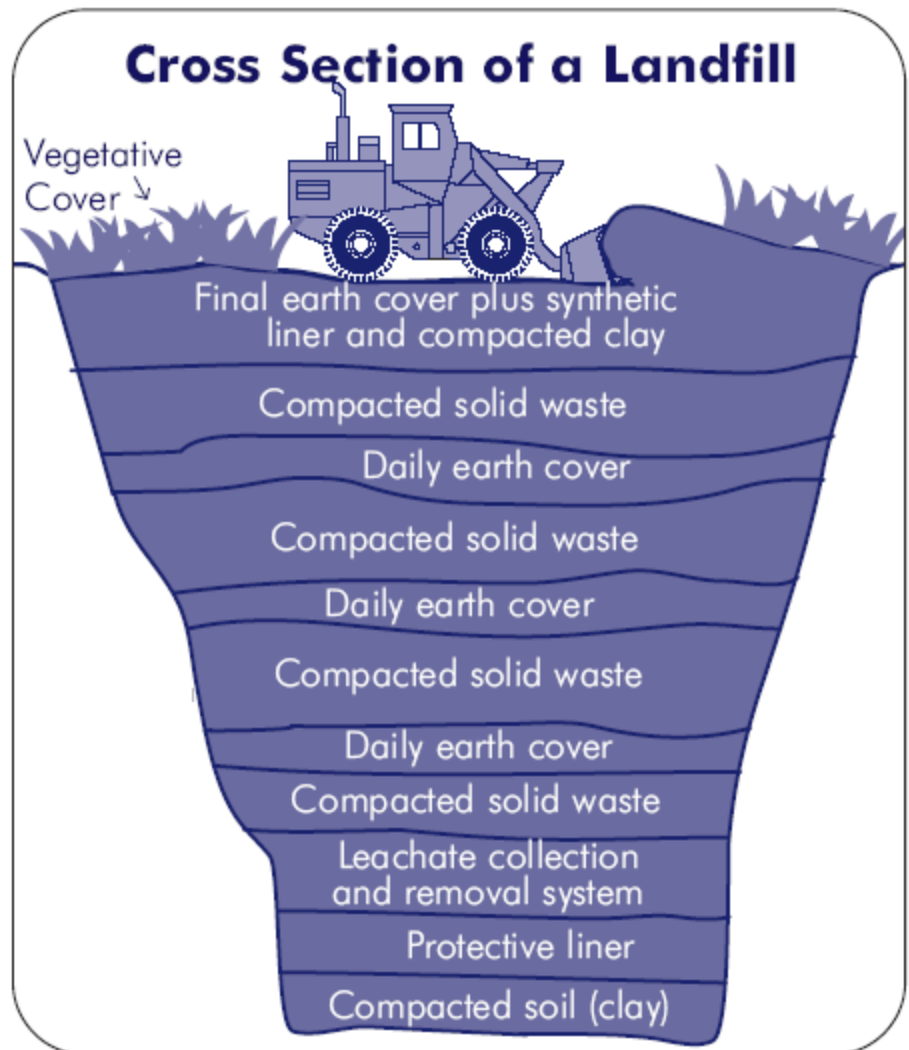 Cross Section of a Landfill
Vegetative
Cover
Final earth cover plus synthetic
liner and compacted clay
Compacted solid waste
Daily earth cover
Compacted solid waste
Daily earth cover
Compacted solid waste
Daily earth cover
Compacted solid waste
Leachate collection
and removal system
Protective liner
Compacted soil (clay)